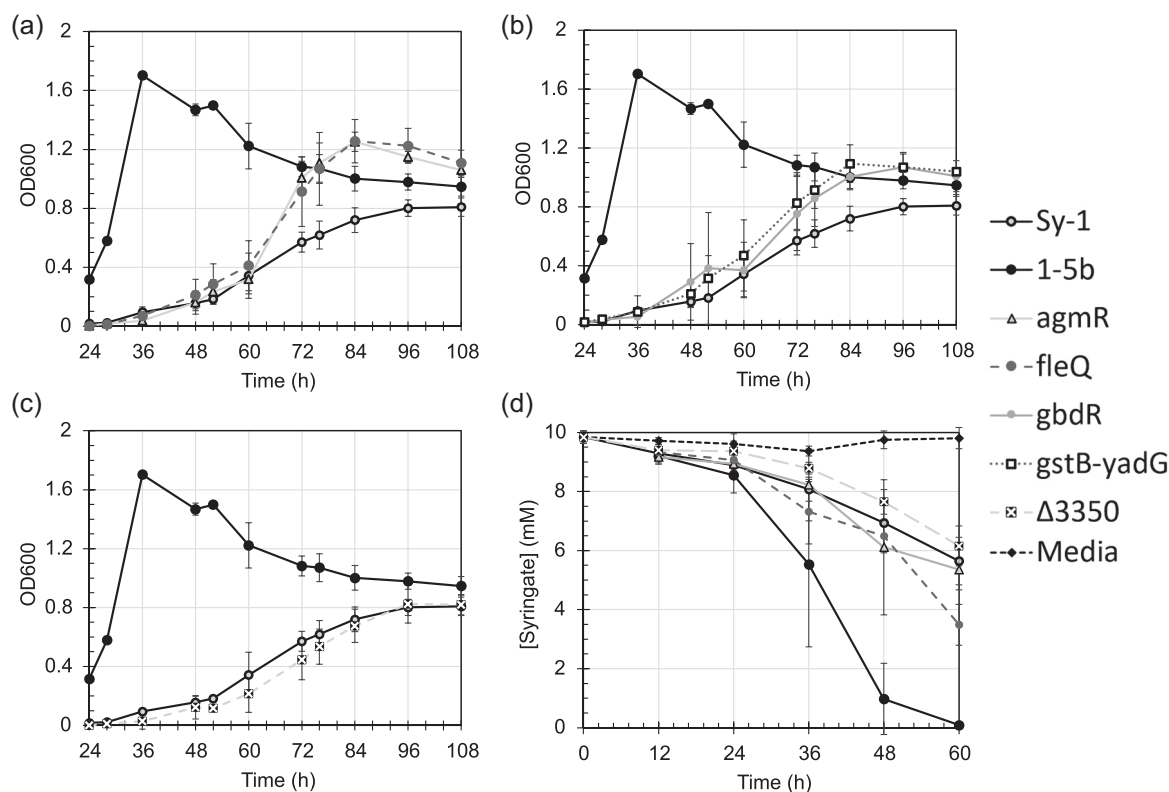 (a)
2
1.6
1.2
0.8
0.4
0
OD600
24 36 48 60 72 84 96 108
Time (h)
(b)
2
1.6
1.2
0.8
0.4
0
OD600
24 36 48 60 72 84 96 108
Time (h)
(c)
2
1.6
1.2
0.8
0.4
0
OD600
24 36 48 60 72 84 96 108
Time (h)
(d)
10
8
6
4
2
0
[Syringate] (mM)
0 12 24 36 48 60
Time (h)
Sy-1
1-5b
agmR
fleQ
gbdR
gstB-yadG
Δ3350
Media